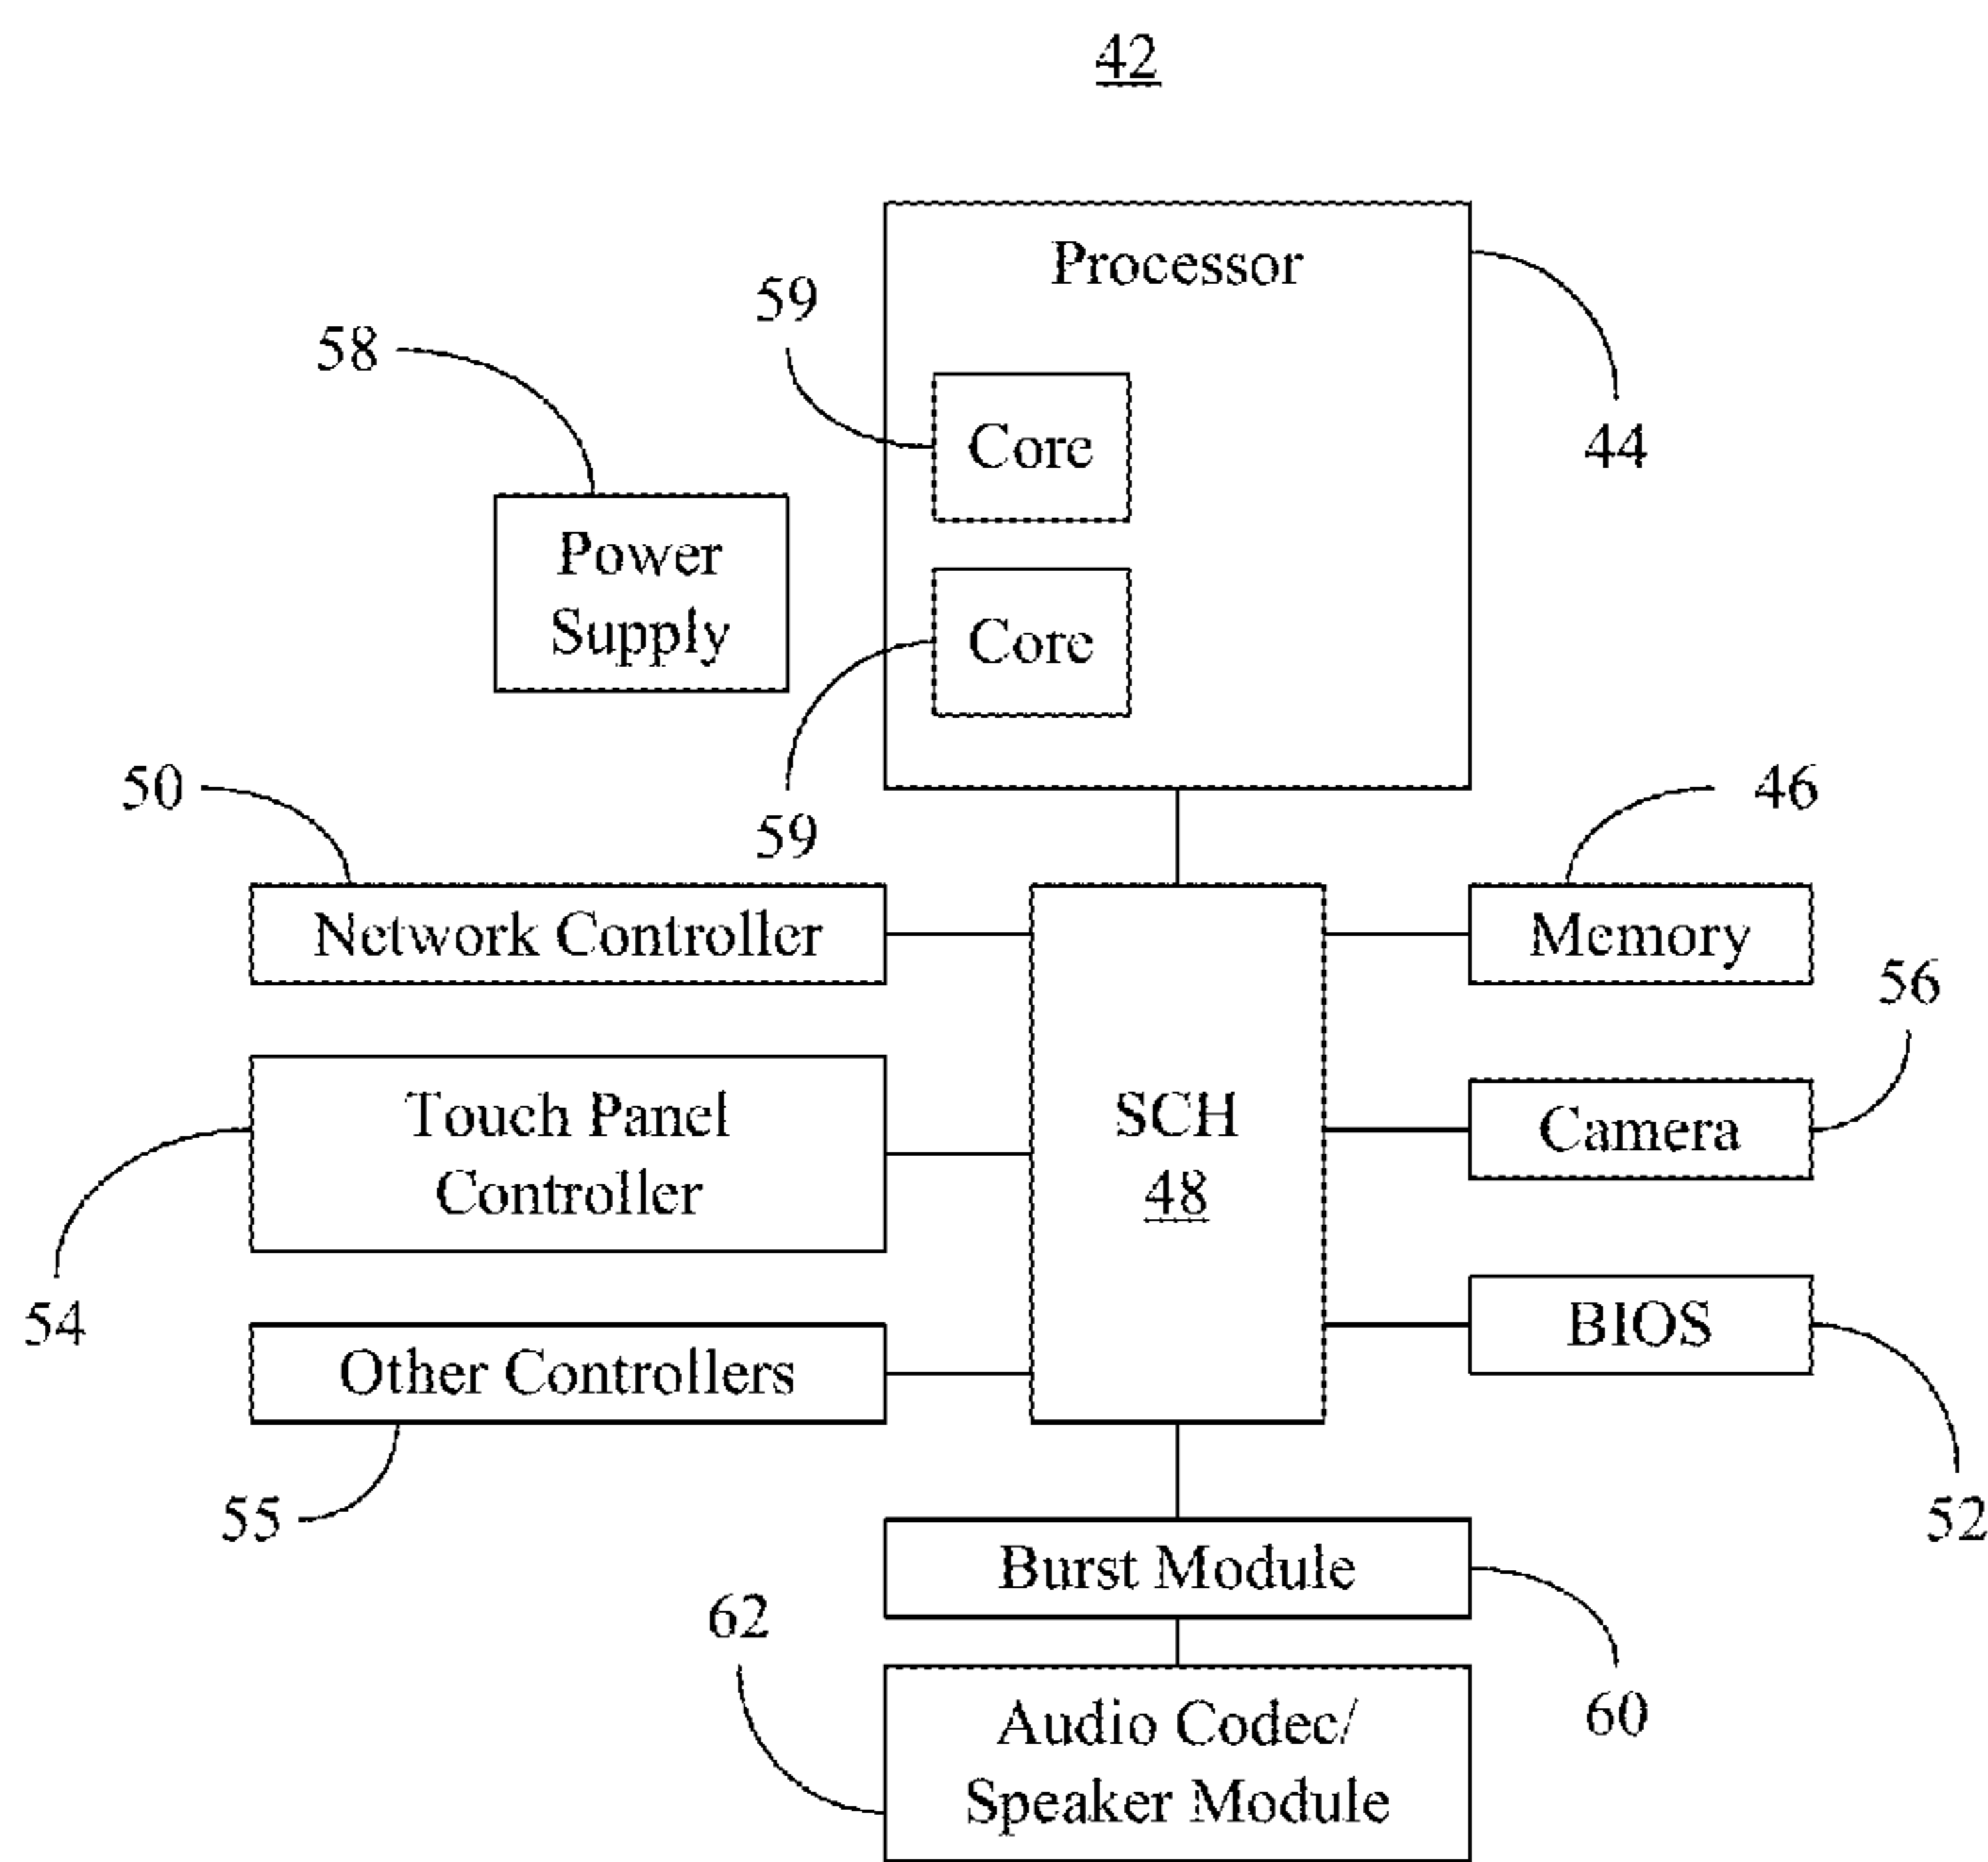 42
Processor
59
58
Core
44
Power
Supply
Core
50
59
46
Network Controller
Memory
56
Touch Panel
Controller
SCH
48
Camera
54
BIOS
Other Controllers
55
52
Burst Module
62
60
Audio Codec/
Speaker Module